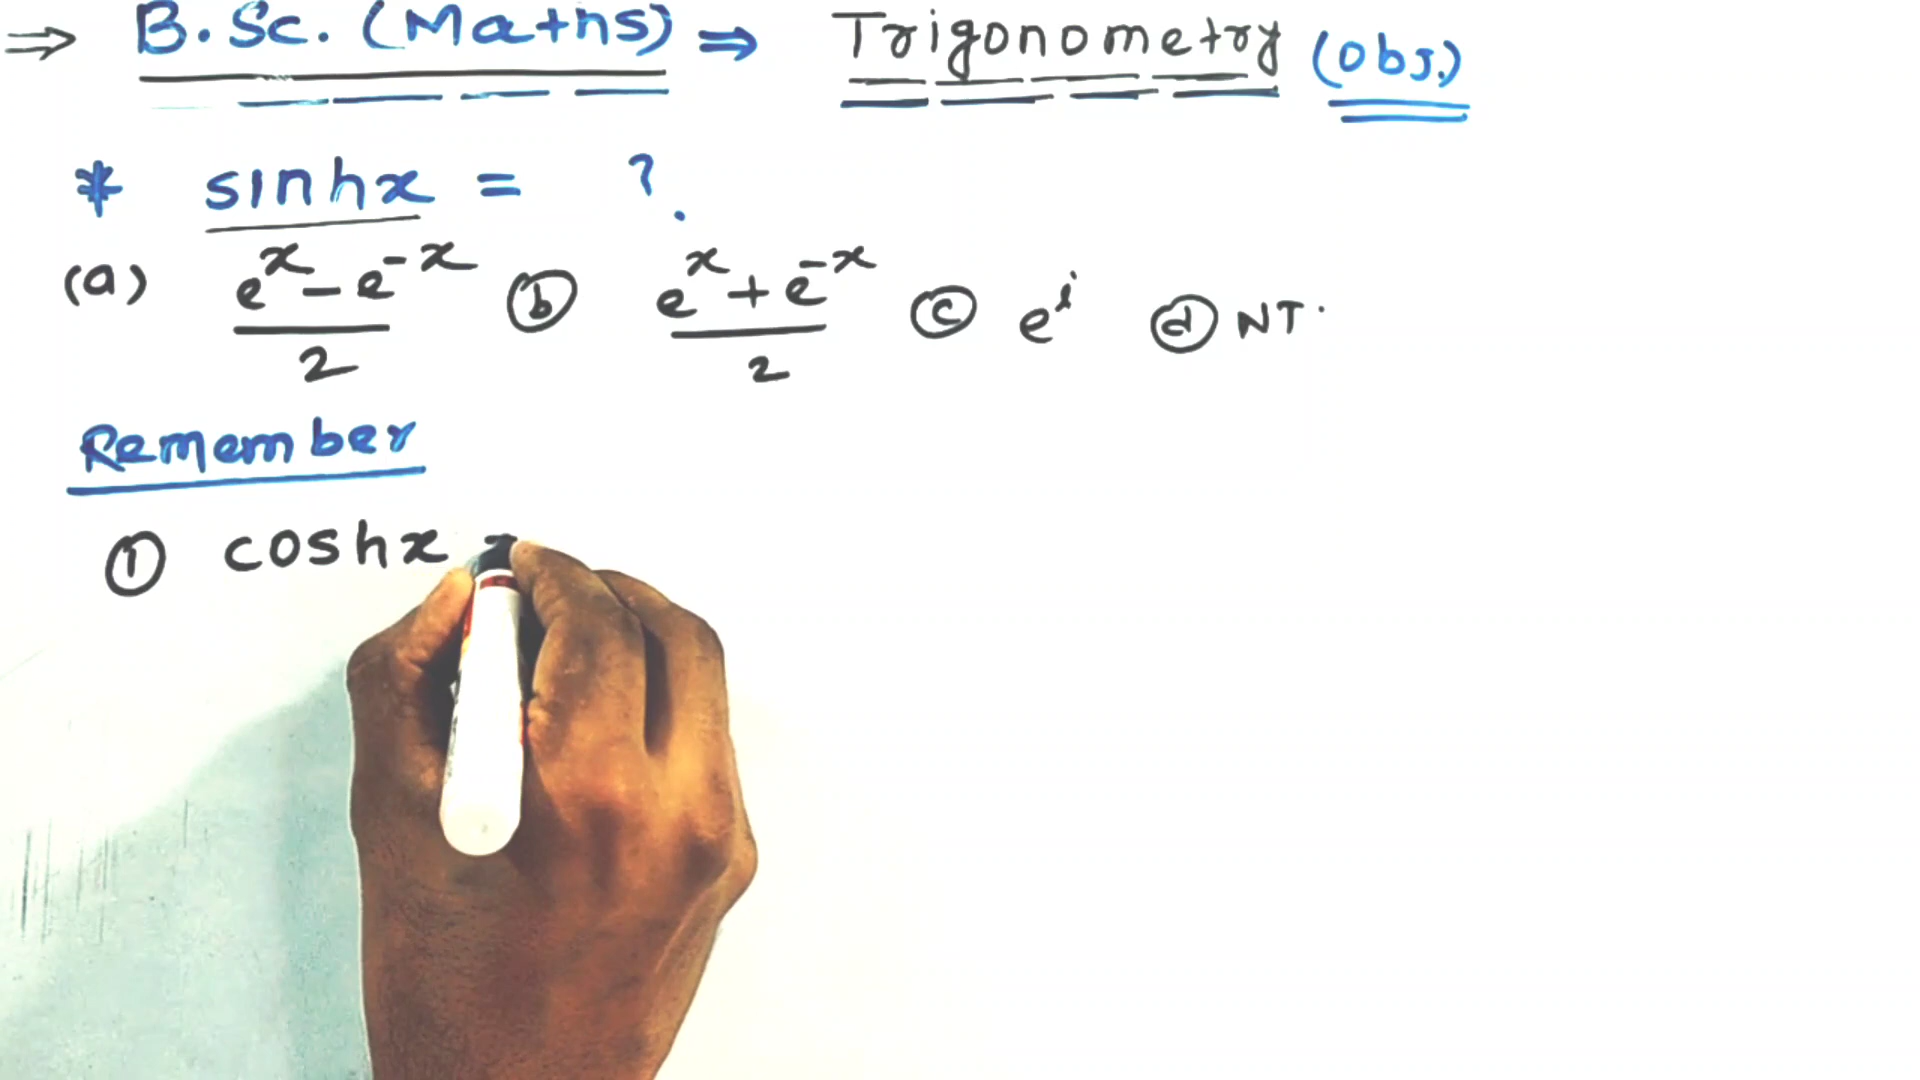 ⇒ B.Sc. (Maths) ⇒ Trigonometry (Obj.)
* sinhx = ?
(a) (e^x - e^-x)/2 (b) (e^x + e^-x)/2 (c) e^i (d) NT.
Remember
(1) coshx =